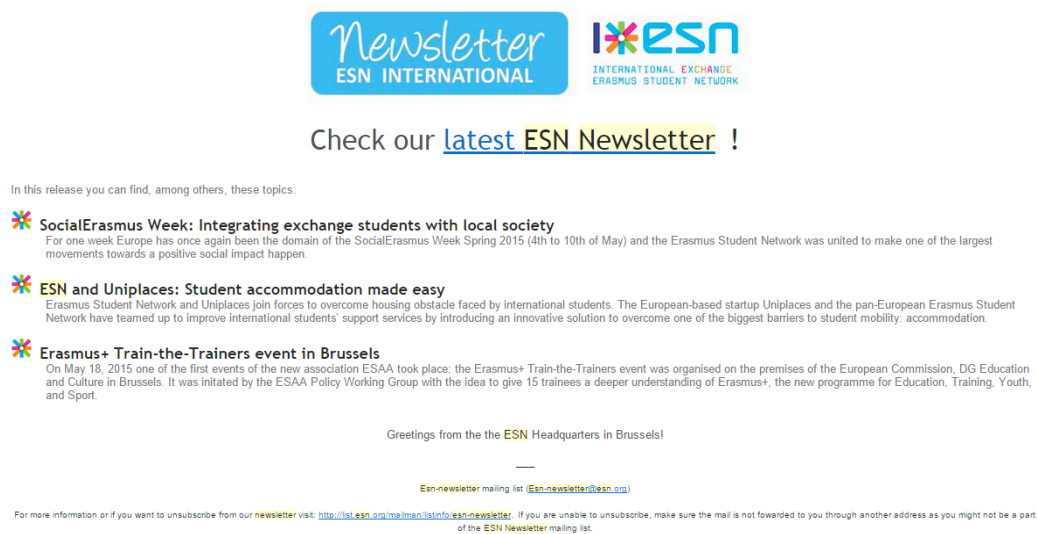 Newsletter
ESN INTERNATIONAL
esn
INTERNATIONAL EXCHANGE
ERASMUS STUDENT NETWORK
Check our latest ESN Newsletter !
In this release you can find, among others, these topics:
SocialErasmus Week: Integrating exchange students with local society
For one week Europe has once again been the domain of the SocialErasmus Week Spring 2015 (4th to 10th of May) and the Erasmus Student Network was united to make one of the largest
movements towards a positive social impact happen.
ESN and Uniplaces: Student accommodation made easy
Erasmus Student Network and Uniplaces join forces to overcome housing obstacle faced by international students. The European-based startup Uniplaces and the pan-European Erasmus Student
Network have teamed up to improve international students' support services by introducing an innovative solution to overcome one of the biggest barriers to student mobility: accommodation.
Erasmus+ Train-the-Trainers event in Brussels
On May 18, 2015 one of the first events of the new association ESAA took place: the Erasmus+ Train-the-Trainers event was organised on the premises of the European Commission, DG Education
and Culture in Brussels. It was initated by the ESAA Policy Working Group with the idea to give 15 trainees a deeper understanding of Erasmus+, the new programme for Education, Training, Youth,
and Sport.
Greetings from the the ESN Headquarters in Brussels!
Esn-newsletter mailing list (Esn-newsletter@esn.org)
For more information or if you want to unsubscribe from our newsletter visit: http://list.esn.org/mailman/listinfo/esn-newsletter. If you are unable to unsubscribe, make sure the mail is not fowarded to you through another address as you might not be a part
of the ESN Newsletter mailing list.